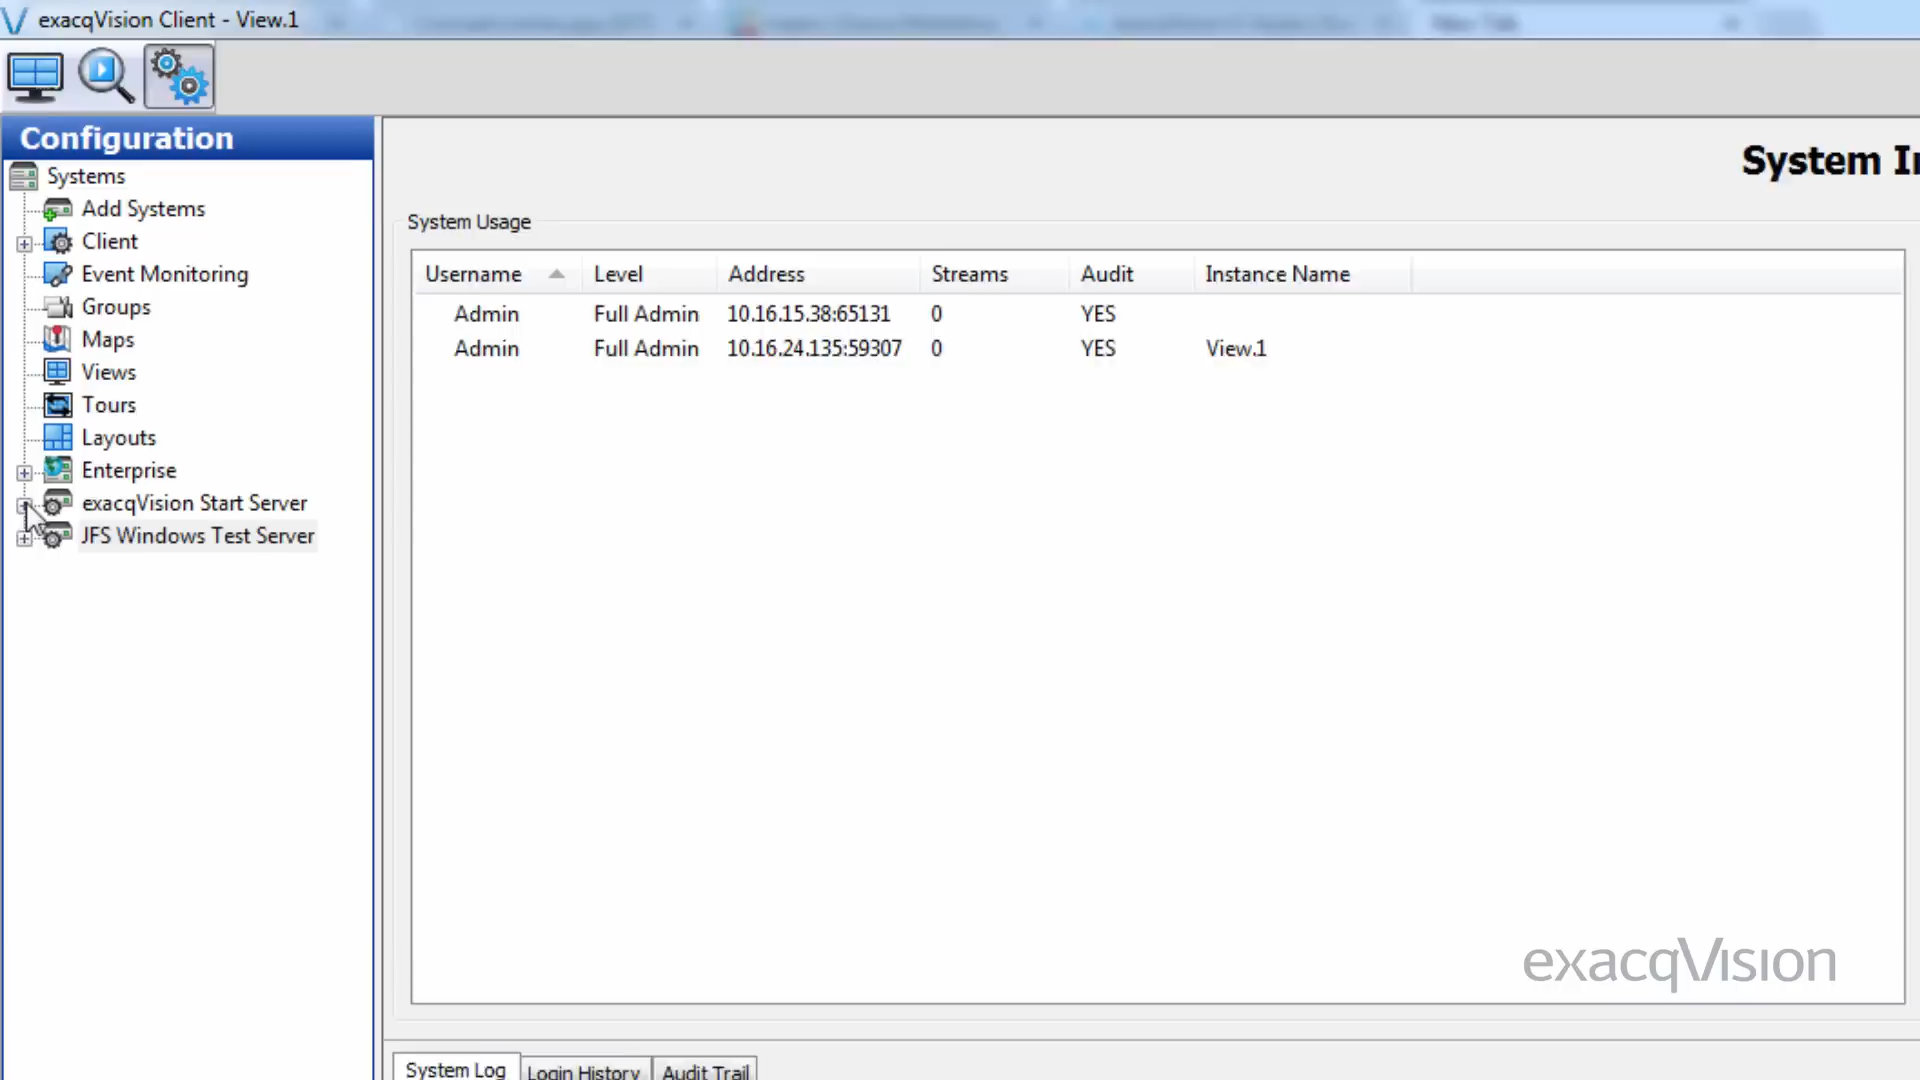 exacqVision Client - View.1
Configuration
Systems
Add Systems
Client
Event Monitoring
Groups
Maps
Views
Tours
Layouts
Enterprise
exacqVision Start Server
JFS Windows Test Server
System
System Usage
Username Level Address Streams Audit Instance Name
Admin Full Admin 10.16.15.38:65131 0 YES
Admin Full Admin 10.16.24.135:59307 0 YES View.1
exacqVision
System Log Login History Audit Trail